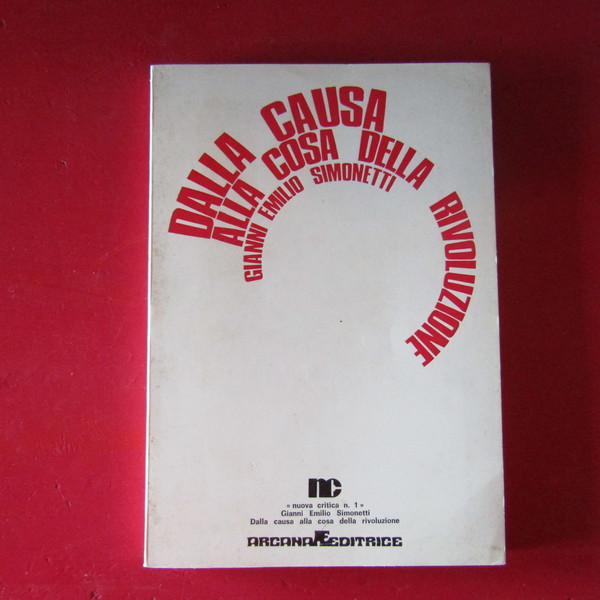 DALLA CAUSA
ALLA COSA DELLA RIVOLUZIONE
GIANNI EMILIO SIMONETTI
nc
« nuova critica n. 1 »
Gianni Emilio Simonetti
Dalla causa alla cosa della rivoluzione
ARCANA Æ EDITRICE